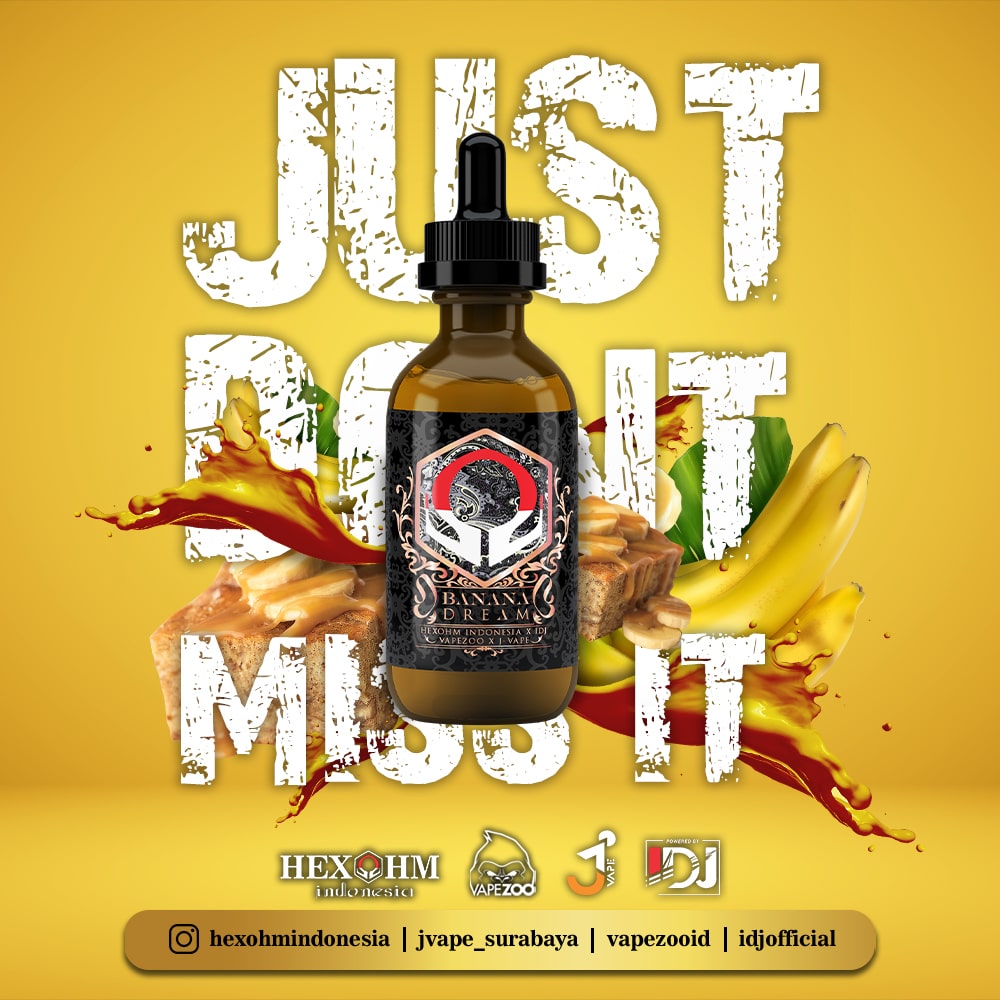 JUST
DO IT
MISS IT
BANANA
DREAM
HEXOHM INDONESIA X IDJ
VAPEZOO X J-VAPE
HEXOHM
indonesia
VAPEZOO
J VAPE
POWERED BY
IDJ
hexohmindonesia | jvape_surabaya | vapezooid | idjofficial